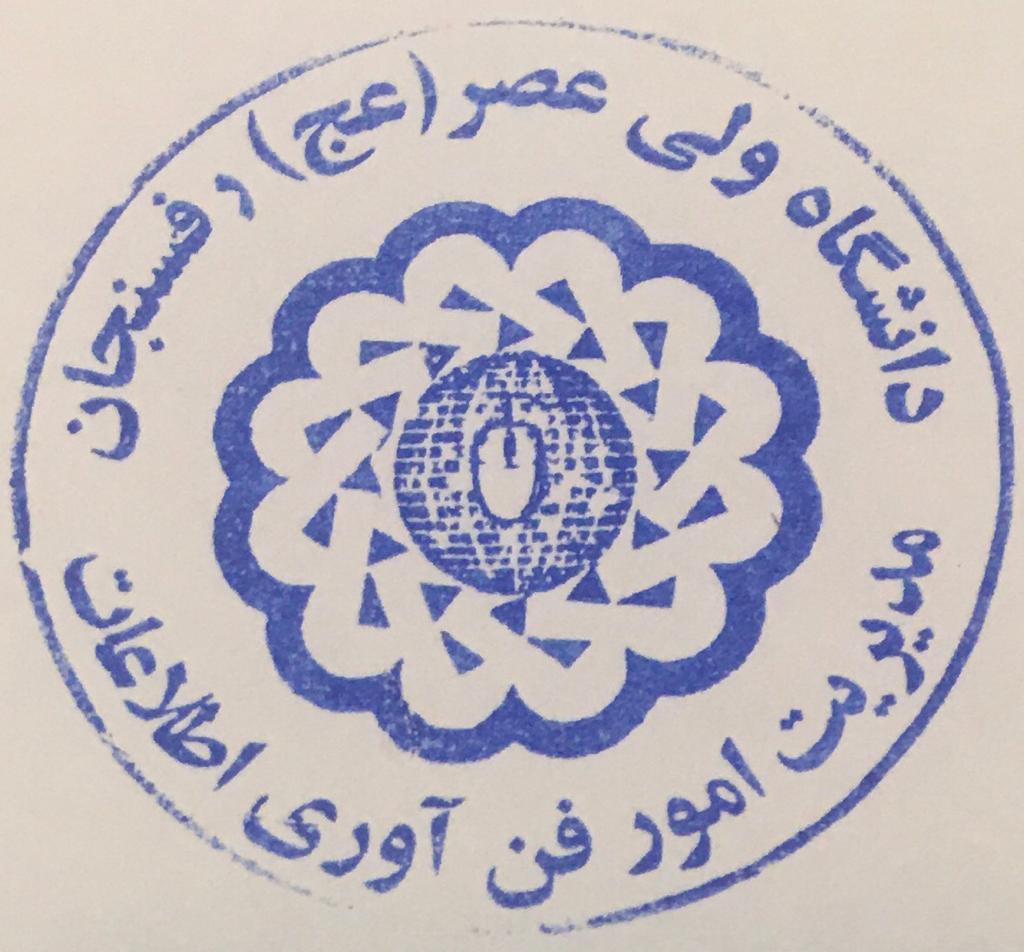 دانشگاه ولی عصر (عج) رفسنجان
مدیریت امور فن آوری اطلاعات